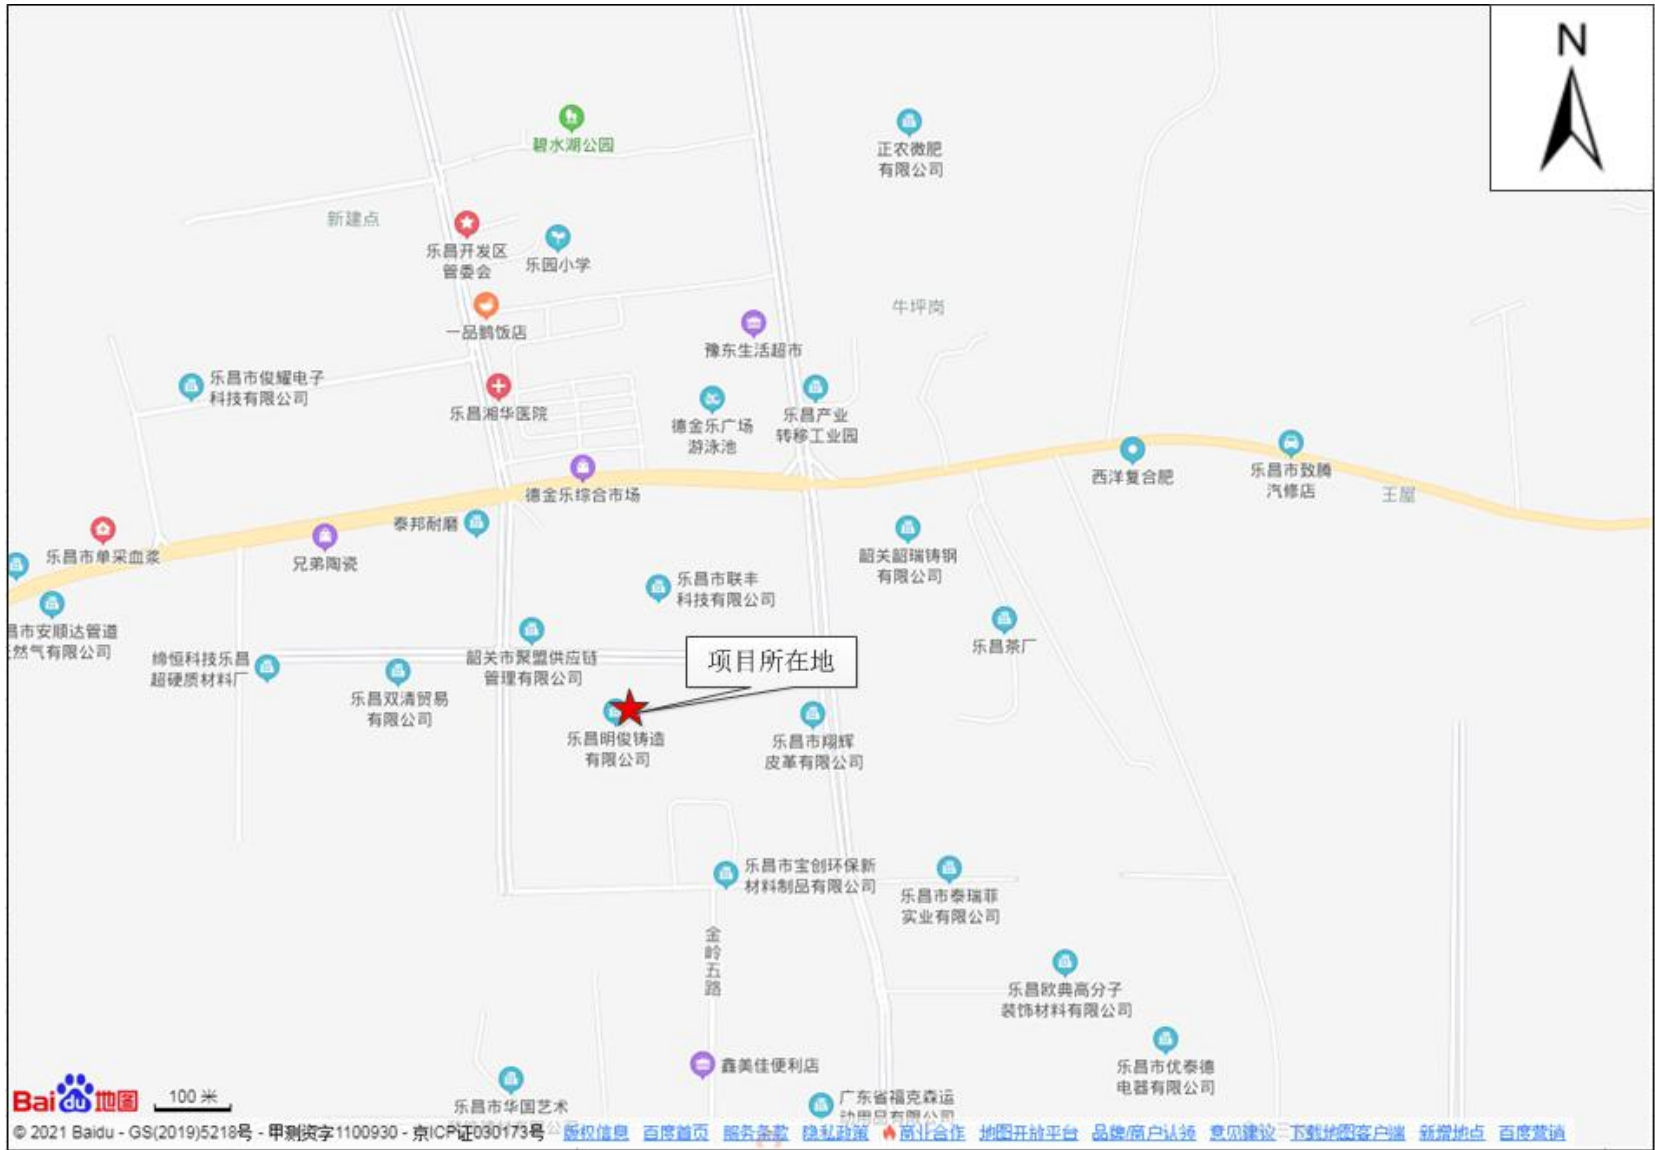 N
碧水湖公园
正农微肥
有限公司
新建点
乐昌开发区
管委会
乐园小学
一品鹅饭店
牛坪岗
豫东生活超市
乐昌市俊耀电子
科技有限公司
乐昌湘华医院
德金乐广场
游泳池
乐昌产业
转移工业园
德金乐综合市场
西洋复合肥
乐昌市致腾
汽修店
王屋
泰邦耐磨
乐昌市单采血浆
兄弟陶瓷
韶关韶瑞铸钢
有限公司
乐昌市联丰
科技有限公司
昌市安顺达管道
然气有限公司
缔恒科技乐昌
超硬质材料厂
韶关市聚盟供应链
管理有限公司
乐昌茶厂
项目所在地
乐昌双清贸易
有限公司
乐昌明俊铸造
有限公司
乐昌市翔辉
皮革有限公司
乐昌市宝创环保新
材料制品有限公司
乐昌市泰瑞菲
实业有限公司
金岭五路
乐昌欧典高分子
装饰材料有限公司
乐昌市优泰德
电器有限公司
鑫美佳便利店
乐昌市华国艺术
广东省福克森运
动用品有限公司
Bai du 地图
100 米
© 2021 Baidu - GS(2019)5218号 - 甲测资字1100930 - 京ICP证030173号 版权信息 百度首页 服务条款 隐私政策 商业合作 地图开放平台 品牌/商户认领 意见建议 下载地图客户端 新增地点 百度营销